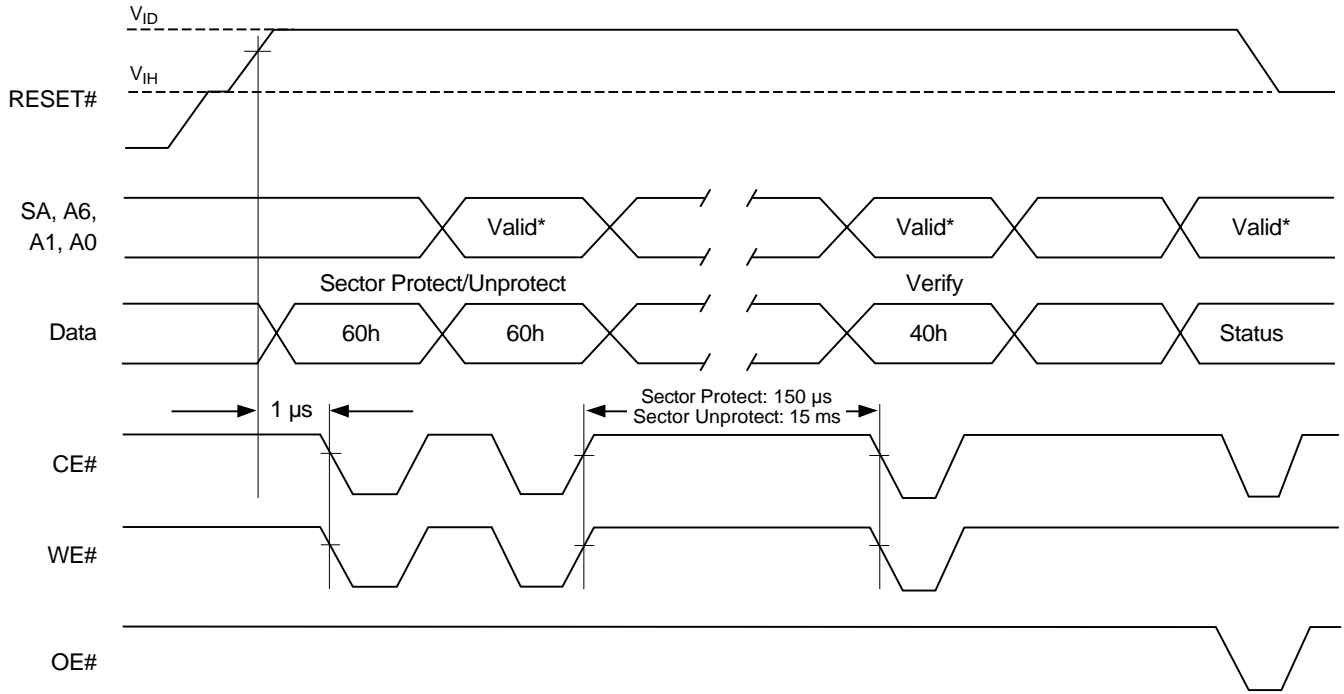 VID
VIH
RESET#
SA, A6,
A1, A0
Valid*
Valid*
Valid*
Sector Protect/Unprotect
Verify
Data
60h
60h
40h
Status
1 µs
Sector Protect: 150 µs
Sector Unprotect: 15 ms
CE#
WE#
OE#